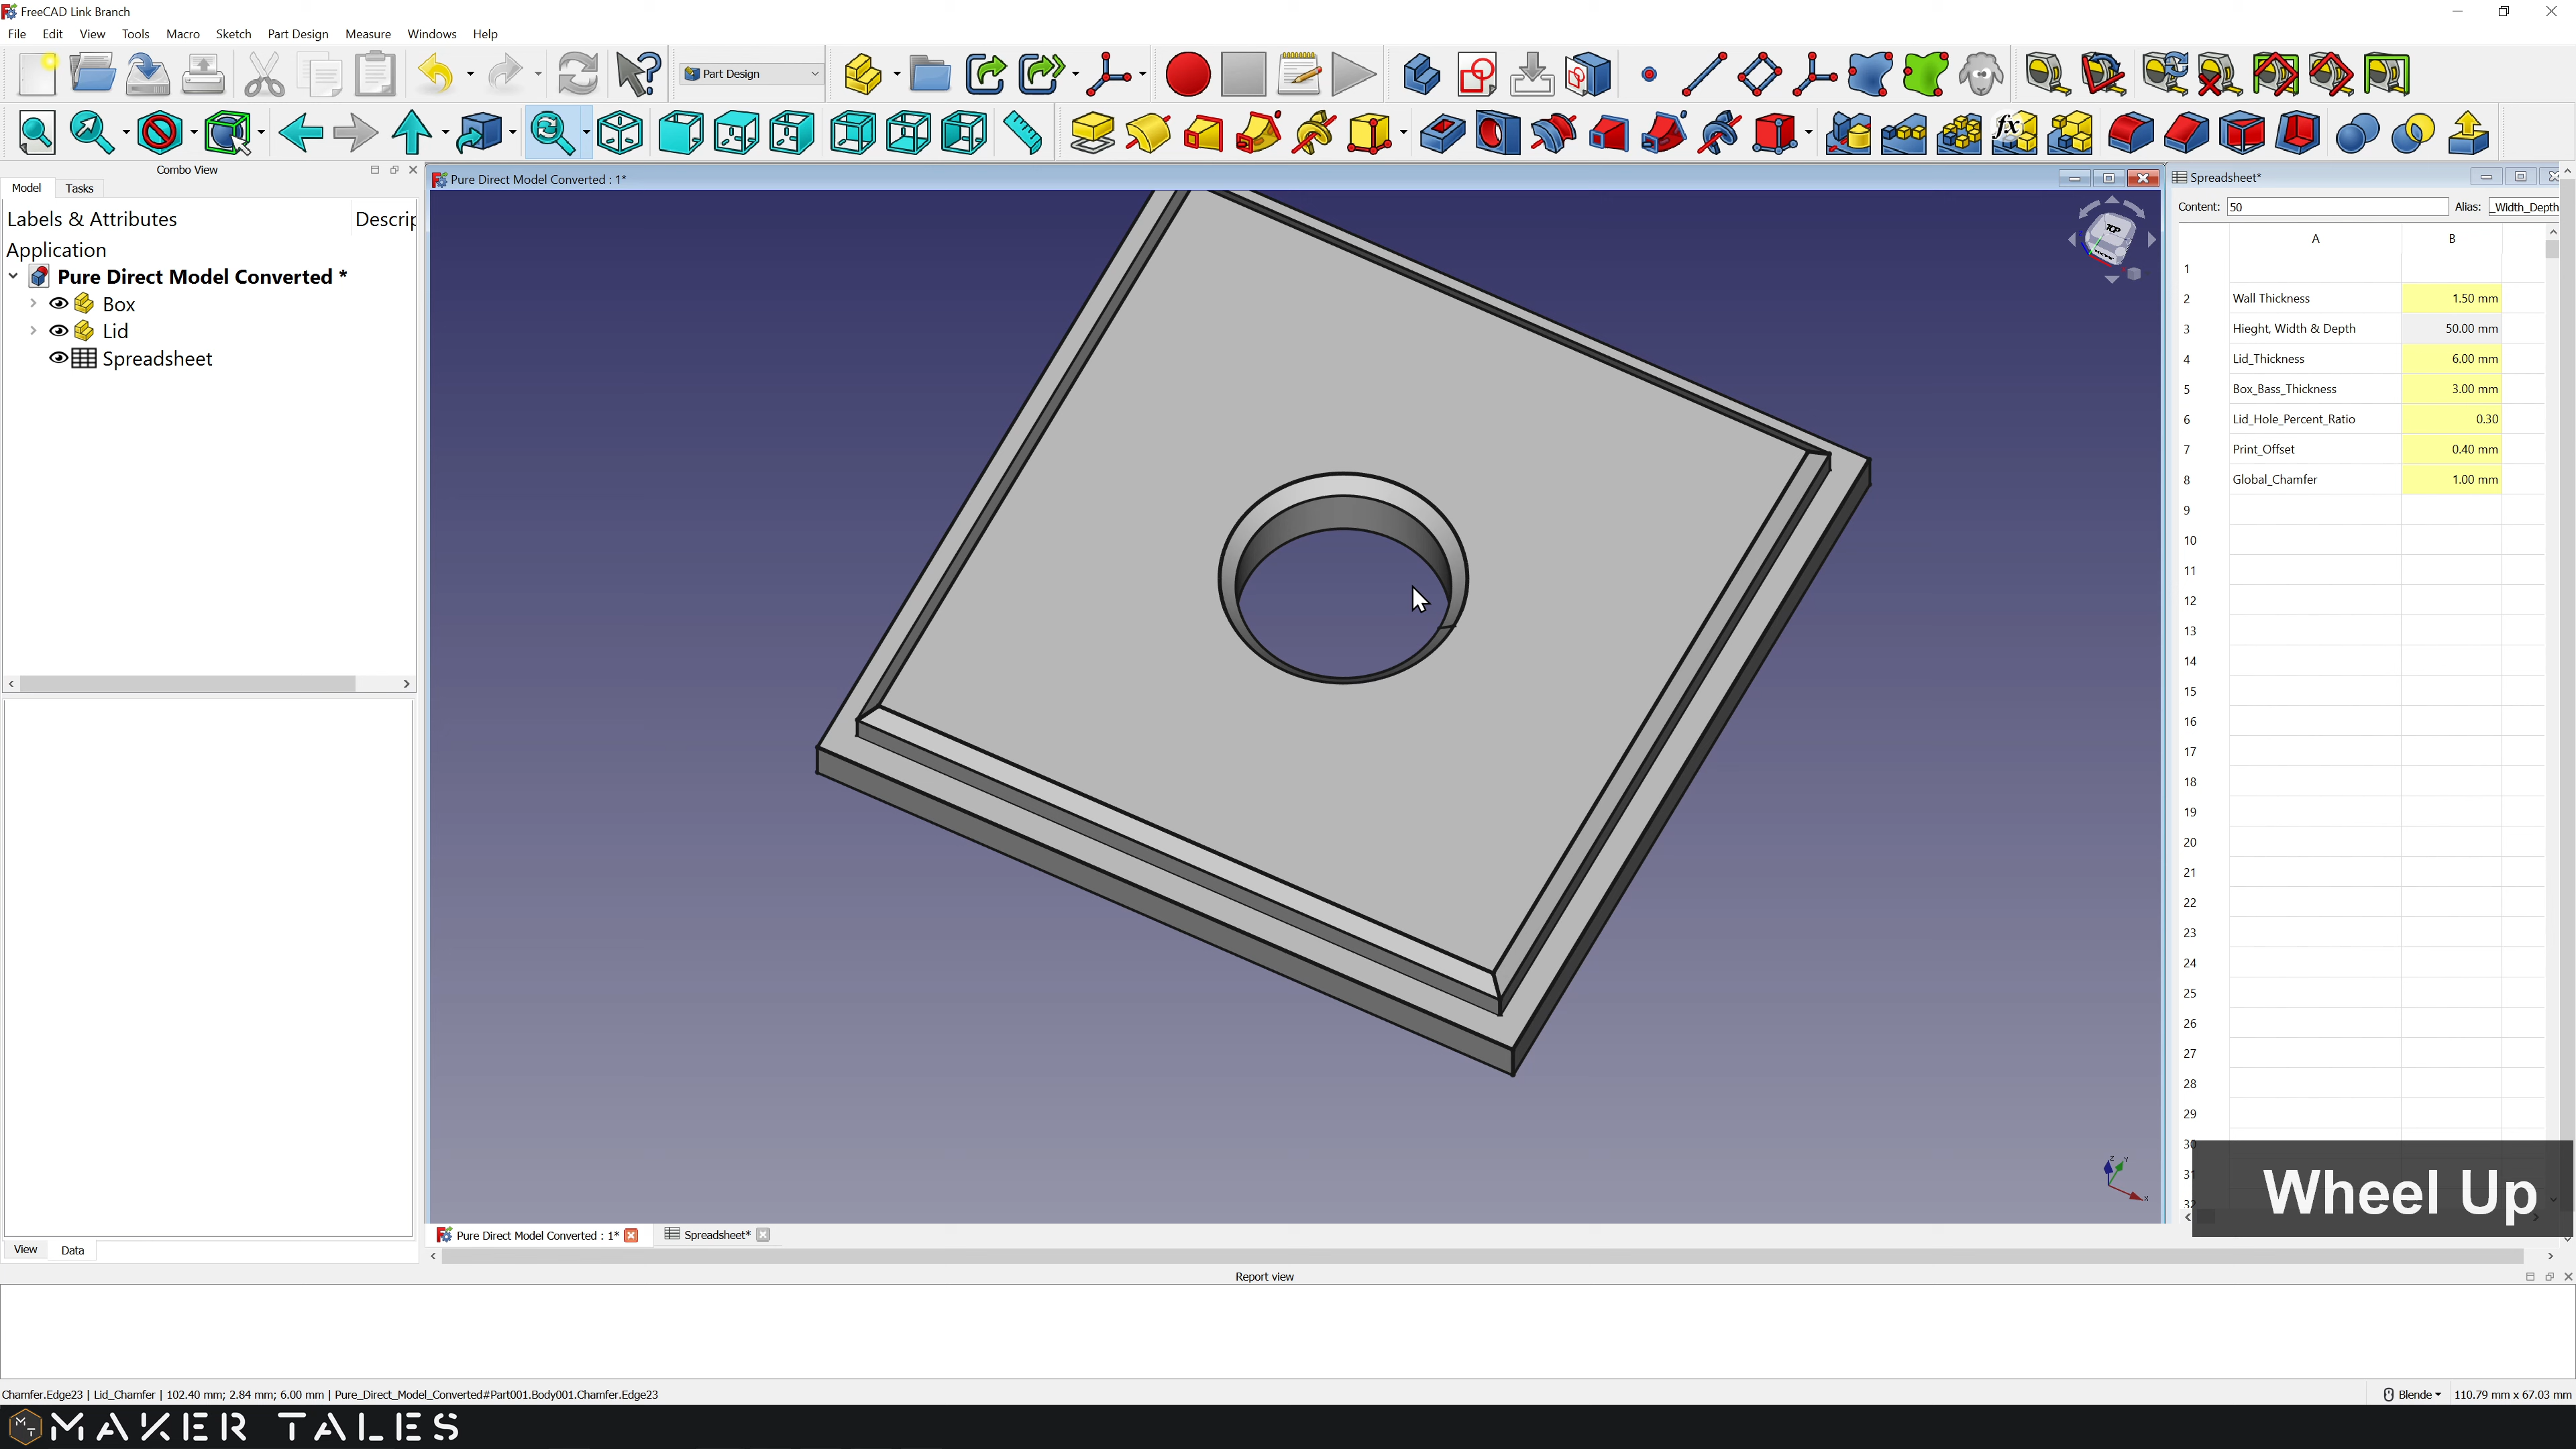 FreeCAD Link Branch
File Edit View Tools Macro Sketch Part Design Measure Windows Help
Part Design
Combo View
Model Tasks
Labels & Attributes Descrip
Application
Pure Direct Model Converted *
Box
Lid
Spreadsheet
View Data
Pure Direct Model Converted : 1*
TOP
Z Y X
Spreadsheet*
Content: 50 Alias: _Width_Depth
A B
1
2 Wall Thickness 1.50 mm
3 Hieght, Width & Depth 50.00 mm
4 Lid_Thickness 6.00 mm
5 Box_Bass_Thickness 3.00 mm
6 Lid_Hole_Percent_Ratio 0.30
7 Print_Offset 0.40 mm
8 Global_Chamfer 1.00 mm
9
10
11
12
13
14
15
16
17
18
19
20
21
22
23
24
25
26
27
28
29
30
31
32
Wheel Up
Pure Direct Model Converted : 1* Spreadsheet*
Report view
Chamfer.Edge23 | Lid_Chamfer | 102.40 mm; 2.84 mm; 6.00 mm | Pure_Direct_Model_Converted#Part001.Body001.Chamfer.Edge23
Blende 110.79 mm x 67.03 mm
MT MAKER TALES